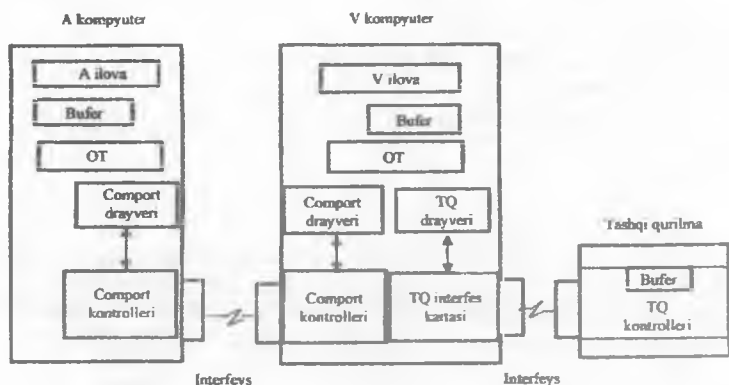 A kompyuter
V kompyuter
A ilova
V ilova
Bufer
Bufer
OT
OT
Comport
drayveri
Comport
drayveri
TQ
drayveri
Tashqi qurilma
Comport
kontrolleri
Comport
kontrolleri
TQ interfes
kartasi
Bufer
TQ
kontrolleri
Interfeys
Interfeys